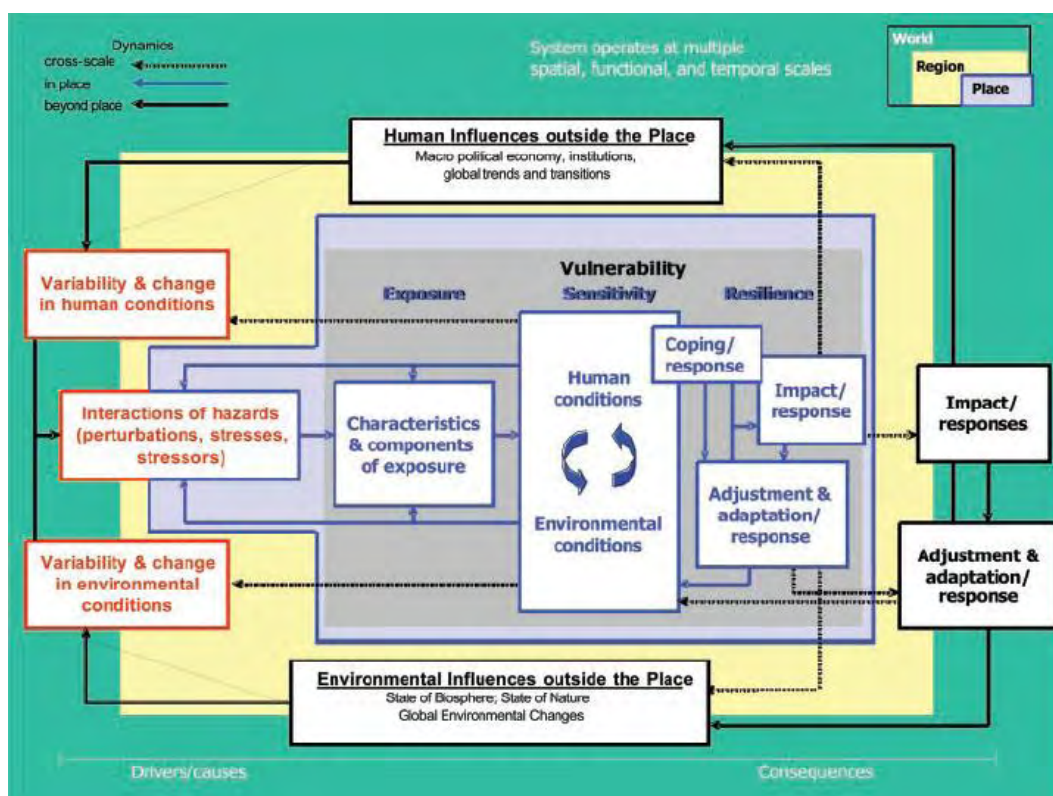 Dynamics
cross-scale
in place
beyond place
System operates at multiple
spatial, functional, and temporal scales
World
Region
Place
Human Influences outside the Place
Macro political economy, institutions,
global trends and transitions
Variability & change
in human conditions
Vulnerability
Exposure
Sensitivity
Resilience
Coping/
response
Human
conditions
Impact/
response
Impact/
responses
Interactions of hazards
(perturbations, stresses,
stressors)
Characteristics
& components
of exposure
Adjustment &
adaptation/
response
Environmental
conditions
Variability & change
in environmental
conditions
Adjustment &
adaptation/
response
Environmental Influences outside the Place
State of Biosphere; State of Nature
Global Environmental Changes
Drivers/causes
Consequences